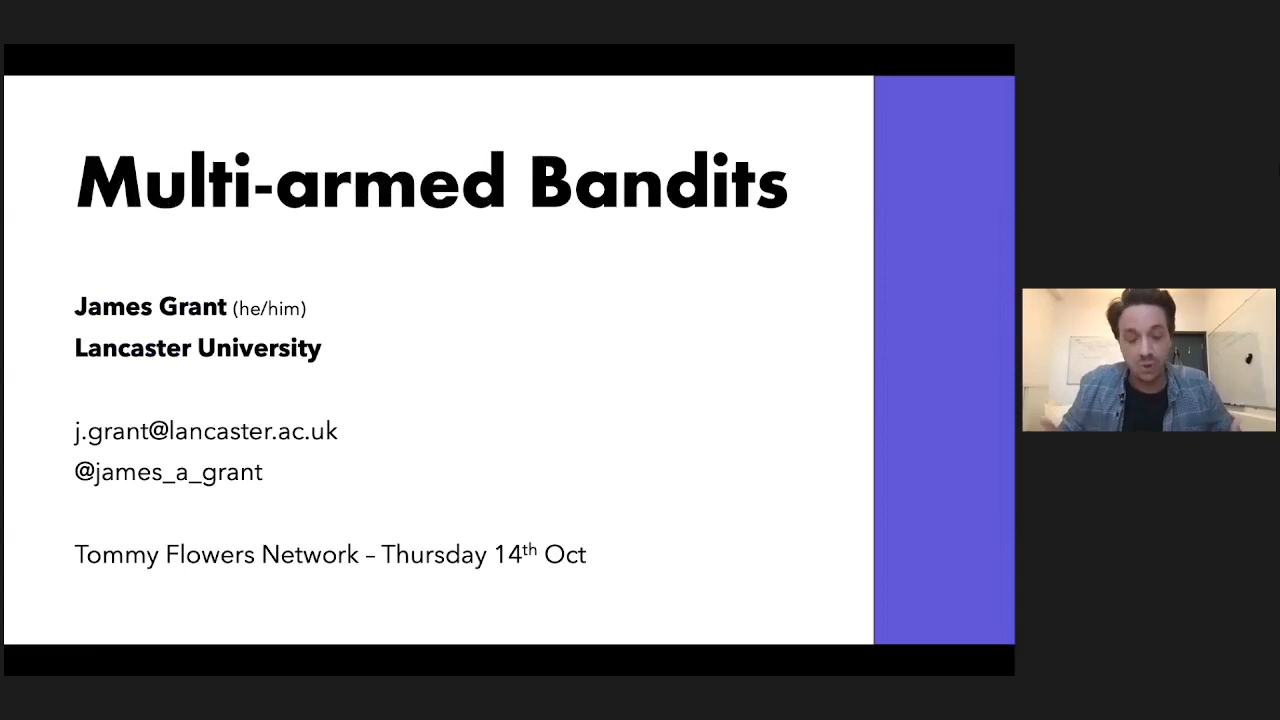 Multi-armed Bandits
James Grant (he/him)
Lancaster University
j.grant@lancaster.ac.uk
@james_a_grant
Tommy Flowers Network – Thursday 14th Oct